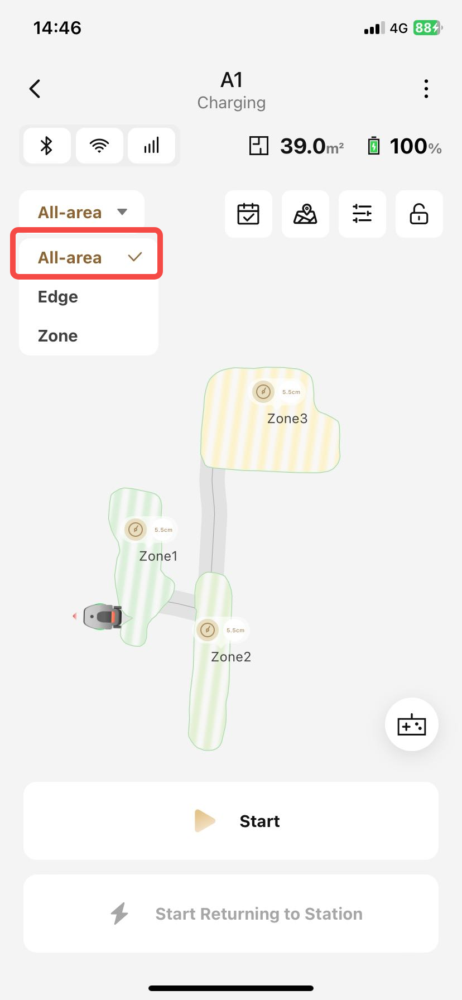 14:46
4G 88
A1
Charging
39.0m² 100%
All-area
All-area
Edge
Zone
5.5cm
Zone3
5.5cm
Zone1
5.5cm
Zone2
Start
Start Returning to Station